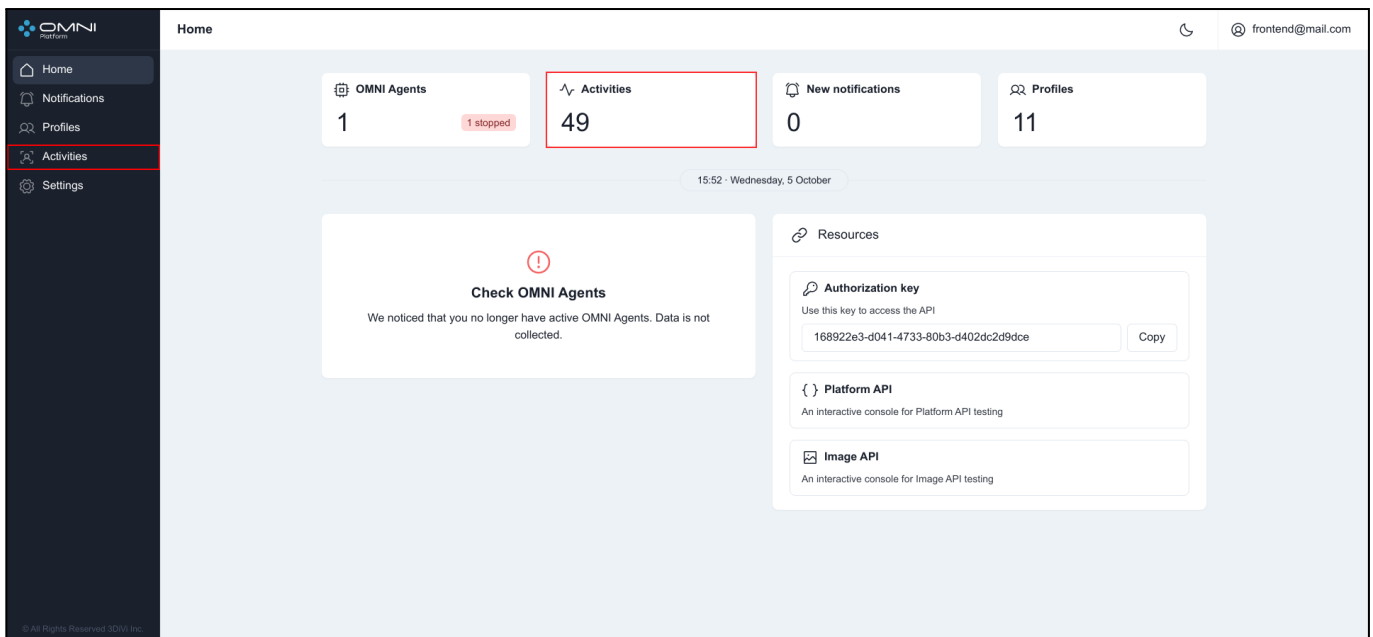 OMNI
Platform
Home
frontend@mail.com
Home
Notifications
Profiles
Activities
Settings
OMNI Agents
1
1 stopped
Activities
49
New notifications
0
Profiles
11
15:52 · Wednesday, 5 October
Check OMNI Agents
We noticed that you no longer have active OMNI Agents. Data is not
collected.
Resources
Authorization key
Use this key to access the API
168922e3-d041-4733-80b3-d402dc2d9dce
Copy
{ } Platform API
An interactive console for Platform API testing
Image API
An interactive console for Image API testing
© All Rights Reserved 3DiVi Inc.